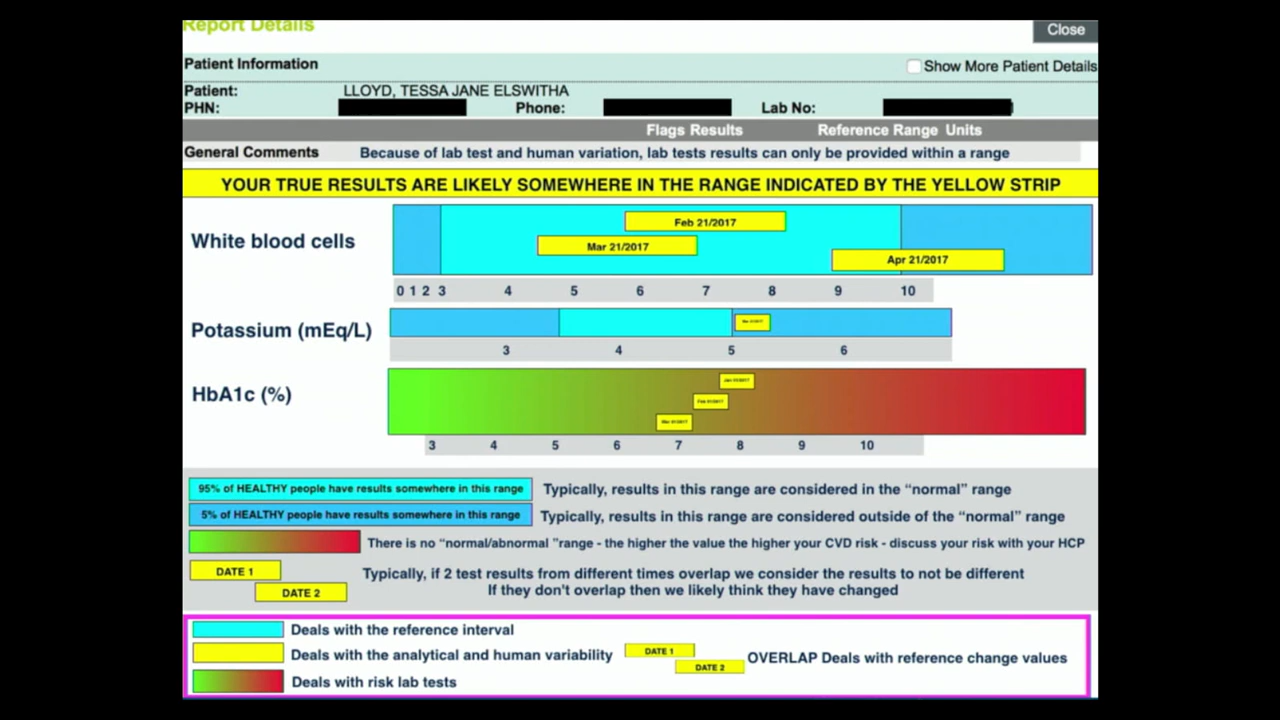 Report Details
Close
Patient Information
Show More Patient Details
Patient: LLOYD, TESSA JANE ELSWITHA
PHN: Phone: Lab No:
Flags Results Reference Range Units
General Comments Because of lab test and human variation, lab tests results can only be provided within a range
YOUR TRUE RESULTS ARE LIKELY SOMEWHERE IN THE RANGE INDICATED BY THE YELLOW STRIP
Feb 21/2017
White blood cells
Mar 21/2017
Apr 21/2017
0 1 2 3 4 5 6 7 8 9 10
Potassium (mEq/L)
3 4 5 6
HbA1c (%)
3 4 5 6 7 8 9 10
95% of HEALTHY people have results somewhere in this range Typically, results in this range are considered in the “normal” range
5% of HEALTHY people have results somewhere in this range Typically, results in this range are considered outside of the “normal” range
There is no “normal/abnormal ”range - the higher the value the higher your CVD risk - discuss your risk with your HCP
DATE 1 Typically, if 2 test results from different times overlap we consider the results to not be different
DATE 2 If they don't overlap then we likely think they have changed
Deals with the reference interval
Deals with the analytical and human variability DATE 1
DATE 2 OVERLAP Deals with reference change values
Deals with risk lab tests